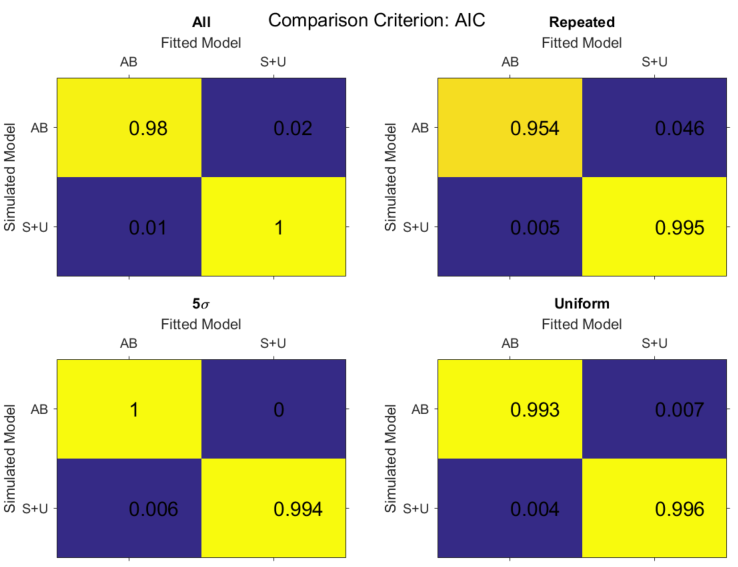 Comparison Criterion: AIC
All
Fitted Model
AB S+U
Simulated Model
AB 0.98 0.02
S+U 0.01 1
Repeated
Fitted Model
AB S+U
Simulated Model
AB 0.954 0.046
S+U 0.005 0.995
5σ
Fitted Model
AB S+U
Simulated Model
AB 1 0
S+U 0.006 0.994
Uniform
Fitted Model
AB S+U
Simulated Model
AB 0.993 0.007
S+U 0.004 0.996